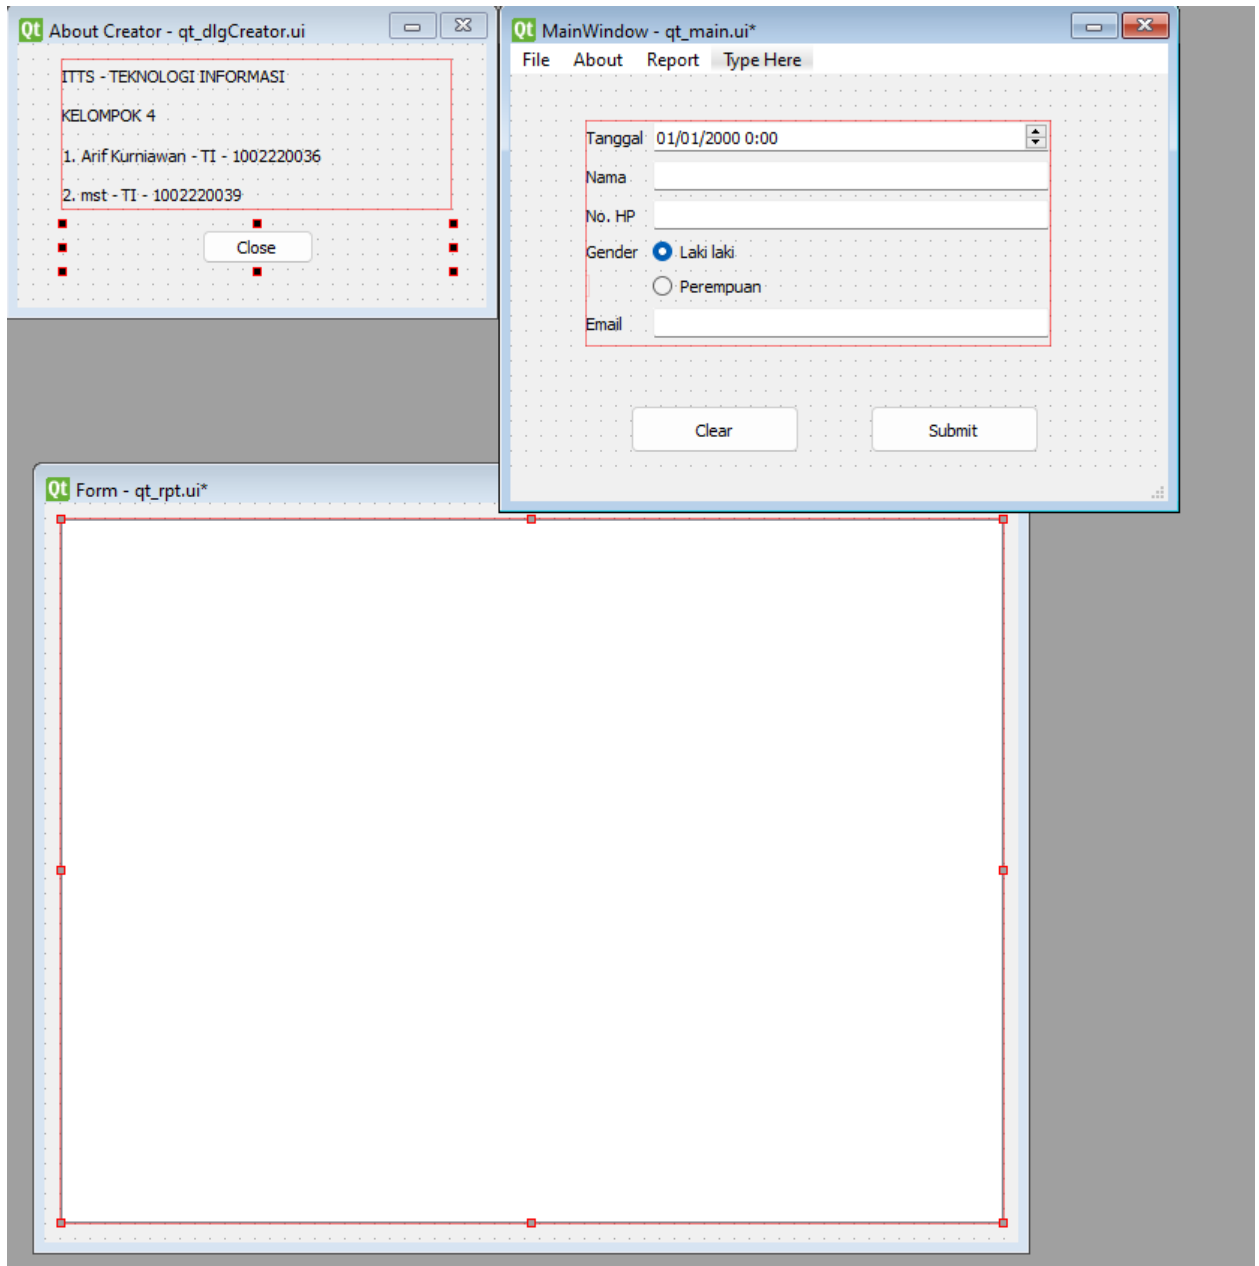 Qt About Creator - qt_dlgCreator.ui
ITTS - TEKNOLOGI INFORMASI
KELOMPOK 4
1. Arif Kurniawan - TI - 1002220036
2. mst - TI - 1002220039
Close
Qt MainWindow - qt_main.ui*
File About Report Type Here
Tanggal 01/01/2000 0:00
Nama
No. HP
Gender Laki laki
Perempuan
Email
Clear Submit
Qt Form - qt_rpt.ui*